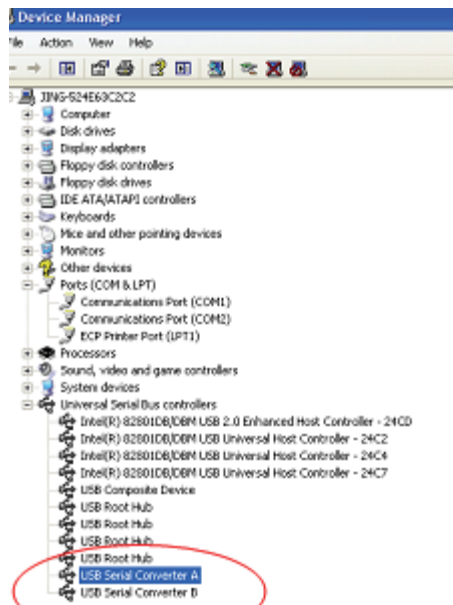 Device Manager
File Action View Help
JING-524E63C2C2
Computer
Disk drives
Display adapters
Floppy disk controllers
Floppy disk drives
IDE ATA/ATAPI controllers
Keyboards
Mice and other pointing devices
Monitors
Other devices
Ports (COM & LPT)
Communications Port (COM1)
Communications Port (COM2)
ECP Printer Port (LPT1)
Processors
Sound, video and game controllers
System devices
Universal Serial Bus controllers
Intel(R) 82801DB/DBM USB 2.0 Enhanced Host Controller - 24CD
Intel(R) 82801DB/DBM USB Universal Host Controller - 24C2
Intel(R) 82801DB/DBM USB Universal Host Controller - 24C4
Intel(R) 82801DB/DBM USB Universal Host Controller - 24C7
USB Composite Device
USB Root Hub
USB Root Hub
USB Root Hub
USB Root Hub
USB Serial Converter A
USB Serial Converter B